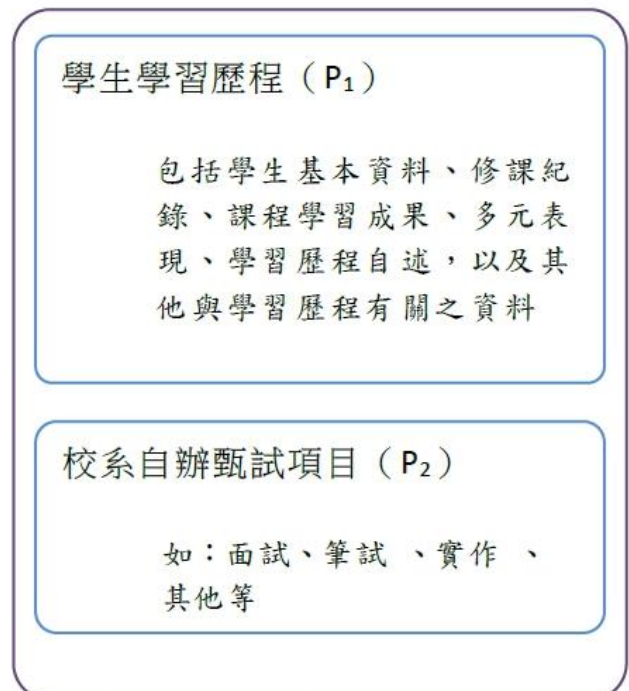 學生學習歷程（P₁）
包括學生基本資料、修課紀
錄、課程學習成果、多元表
現、學習歷程自述，以及其
他與學習歷程有關之資料
校系自辦甄試項目（P₂）
如：面試、筆試 、實作 、
其他等